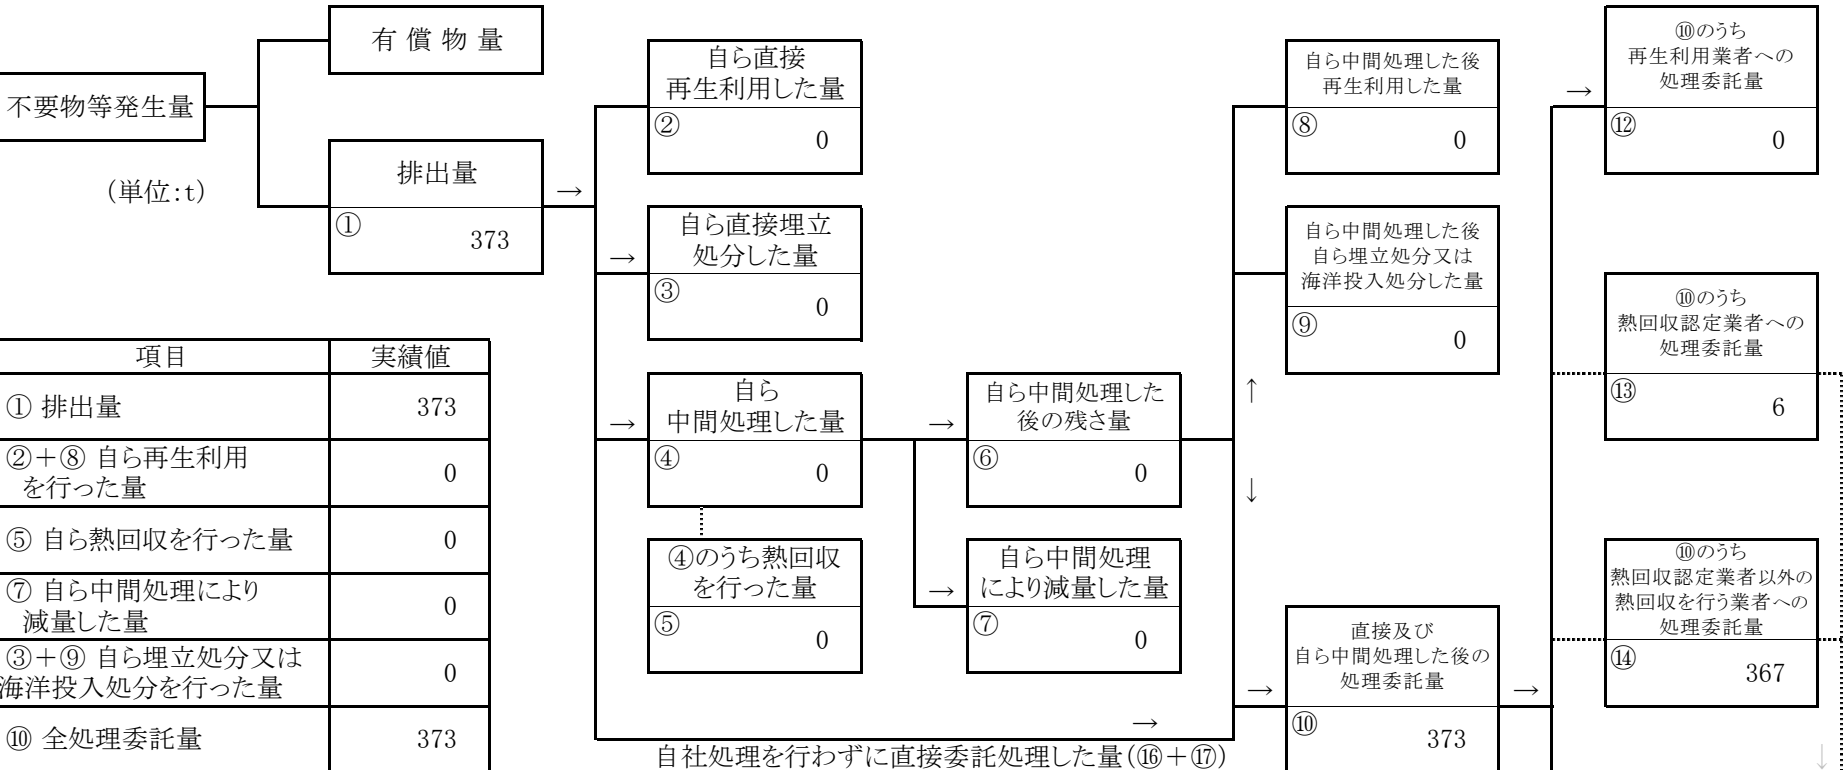 有 償 物 量
不要物等発生量
(単位:t)
排出量
①
373
→
自ら直接
再生利用した量
②
0
→
自ら直接埋立
処分した量
③
0
→
自ら
中間処理した量
④
0
④のうち熱回収
を行った量
⑤
0
→
自ら中間処理した
後の残さ量
⑥
0
→
自ら中間処理
により減量した量
⑦
0
→
自社処理を行わずに直接委託処理した量(⑯＋⑰)
↑
↓
自ら中間処理した後
再生利用した量
⑧
0
自ら中間処理した後
自ら埋立処分又は
海洋投入処分した量
⑨
0
→
直接及び
自ら中間処理した後の
処理委託量
⑩
373
→
→
⑩のうち
再生利用業者への
処理委託量
⑫
0
⑩のうち
熱回収認定業者への
処理委託量
⑬
6
⑩のうち
熱回収認定業者以外の
熱回収を行う業者への
処理委託量
⑭
367
↓
項目 実績値
① 排出量 373
②＋⑧ 自ら再生利用
を行った量 0
⑤ 自ら熱回収を行った量 0
⑦ 自ら中間処理により
減量した量 0
③＋⑨ 自ら埋立処分又は
海洋投入処分を行った量 0
⑩ 全処理委託量 373